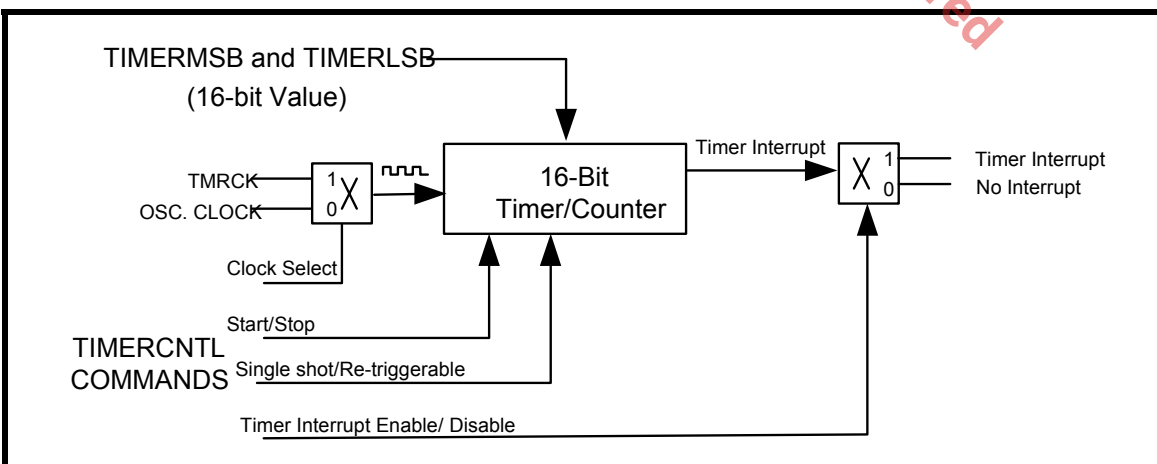 TIMERMSB and TIMERLSB
(16-bit Value)
Timer Interrupt
1
Timer Interrupt
X
0
No Interrupt
TMRCK
1
X
OSC. CLOCK
0
16-Bit
Timer/Counter
Clock Select
Start/Stop
TIMERCNTL
COMMANDS
Single shot/Re-triggerable
Timer Interrupt Enable/ Disable